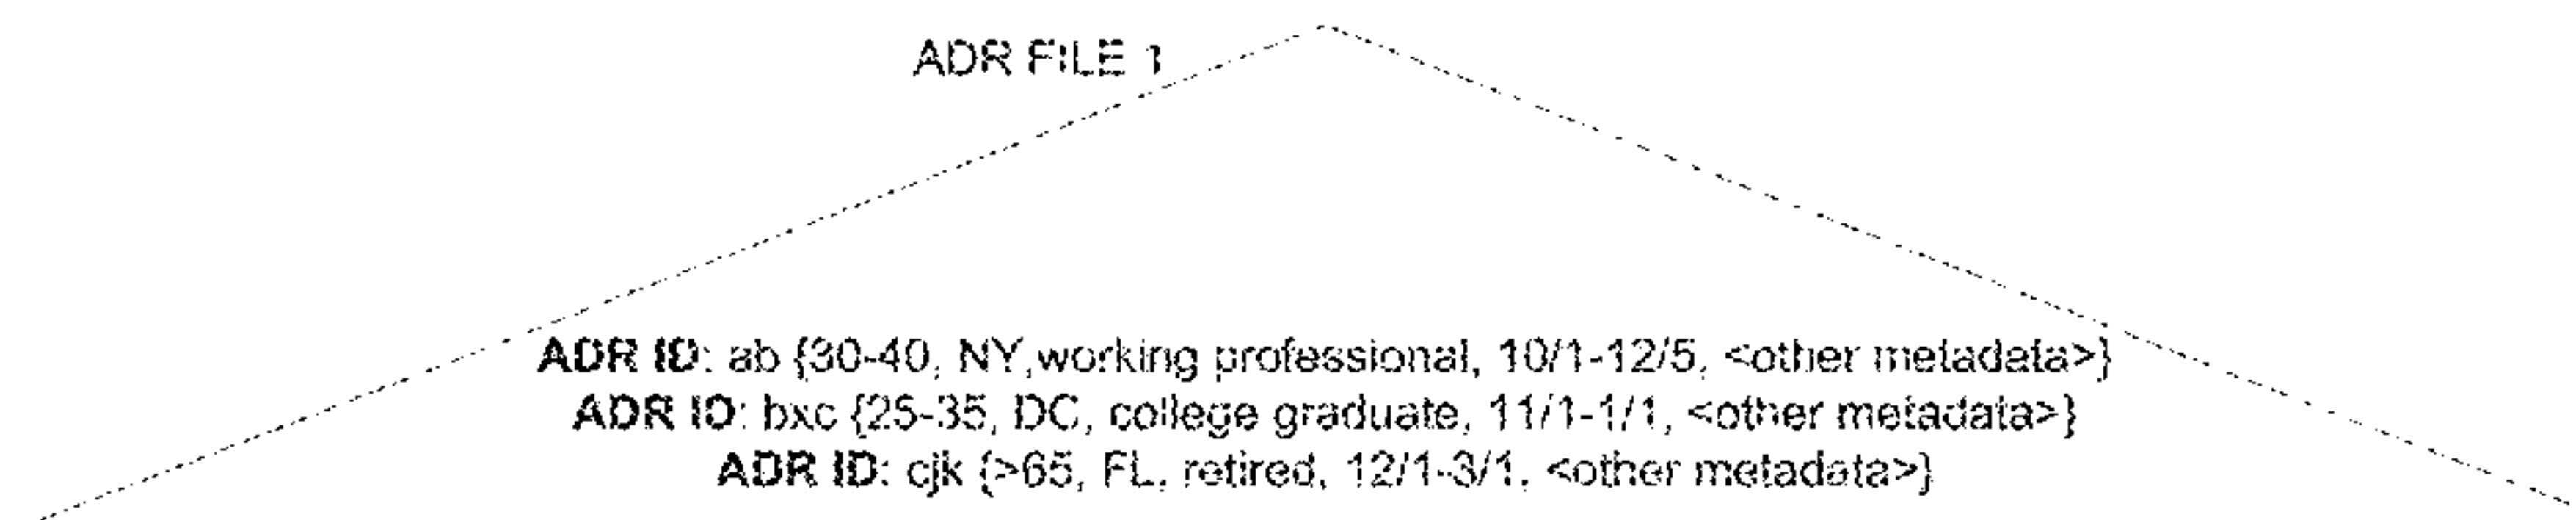 ADR FILE 1
ADR ID: ab {30-40, NY,working professional, 10/1-12/5, <other metadata>}
ADR ID: bxc {25-35, DC, college graduate, 11/1-1/1, <other metadata>}
ADR ID: cjk {>65, FL, retired, 12/1-3/1, <other metadata>}